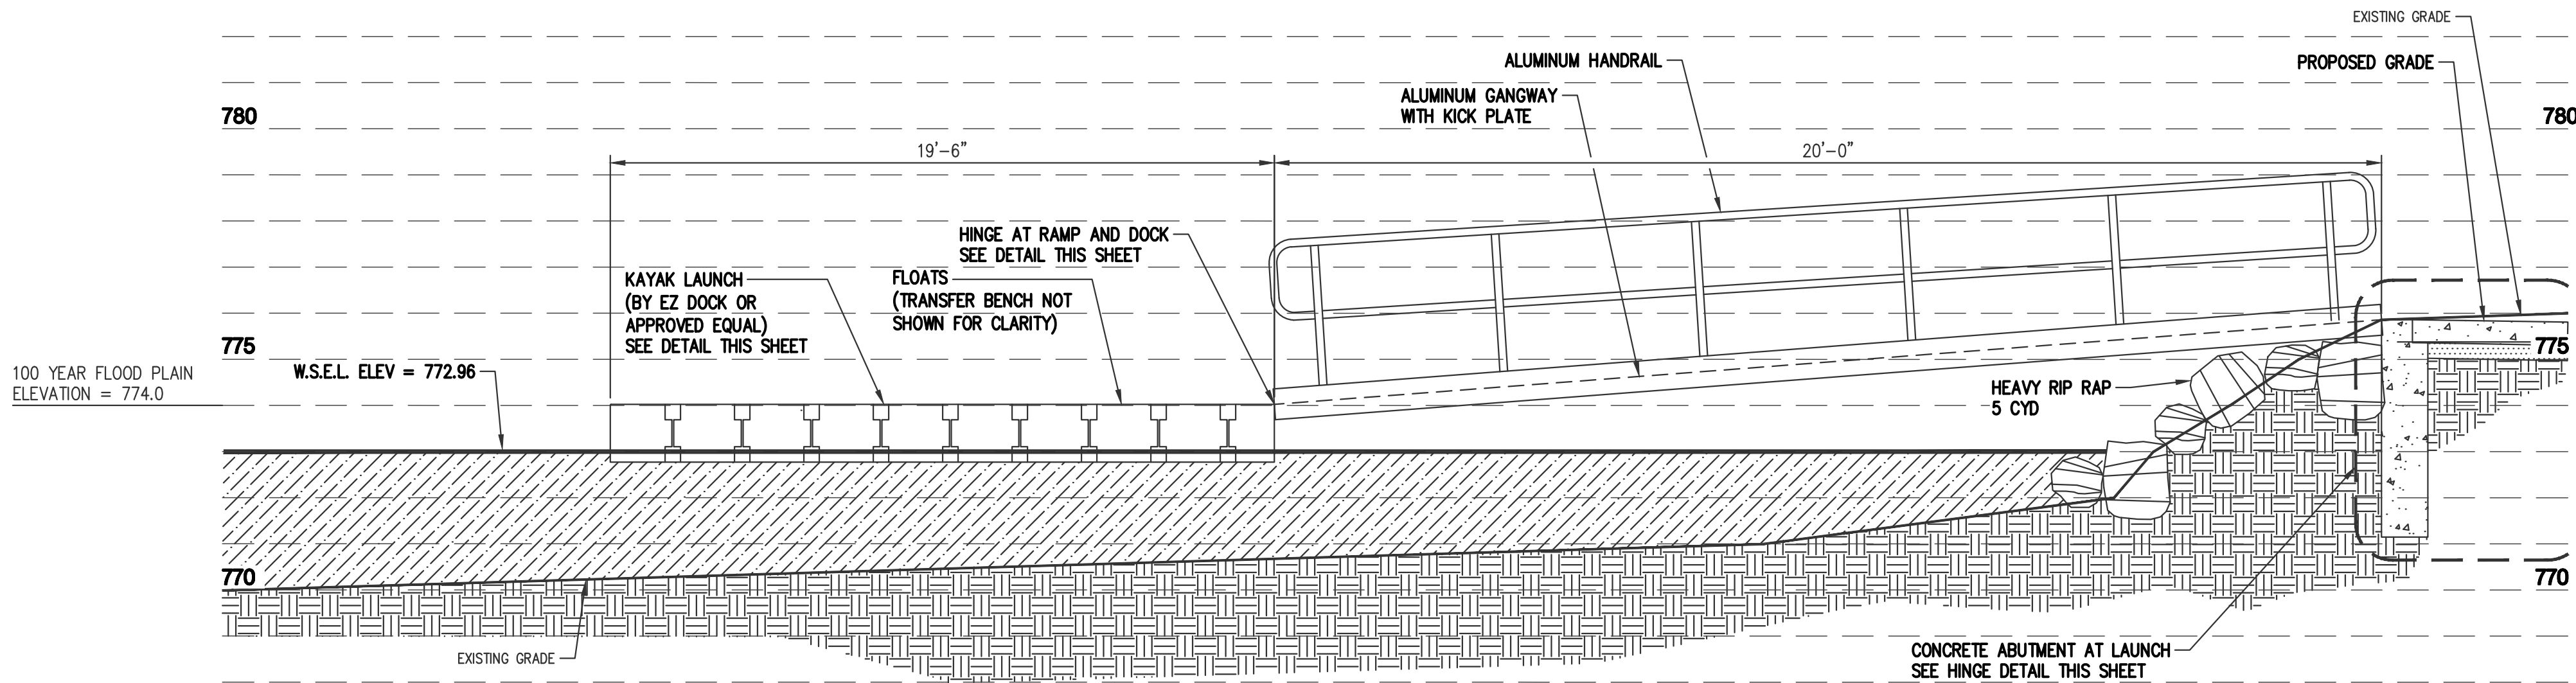 EXISTING GRADE
ALUMINUM HANDRAIL
PROPOSED GRADE
ALUMINUM GANGWAY
WITH KICK PLATE
780
780
19'-6"
20'-0"
HINGE AT RAMP AND DOCK
SEE DETAIL THIS SHEET
KAYAK LAUNCH
(BY EZ DOCK OR
APPROVED EQUAL)
SEE DETAIL THIS SHEET
FLOATS
(TRANSFER BENCH NOT
SHOWN FOR CLARITY)
775
775
100 YEAR FLOOD PLAIN
ELEVATION = 774.0
W.S.E.L. ELEV = 772.96
HEAVY RIP RAP
5 CYD
770
770
EXISTING GRADE
CONCRETE ABUTMENT AT LAUNCH
SEE HINGE DETAIL THIS SHEET